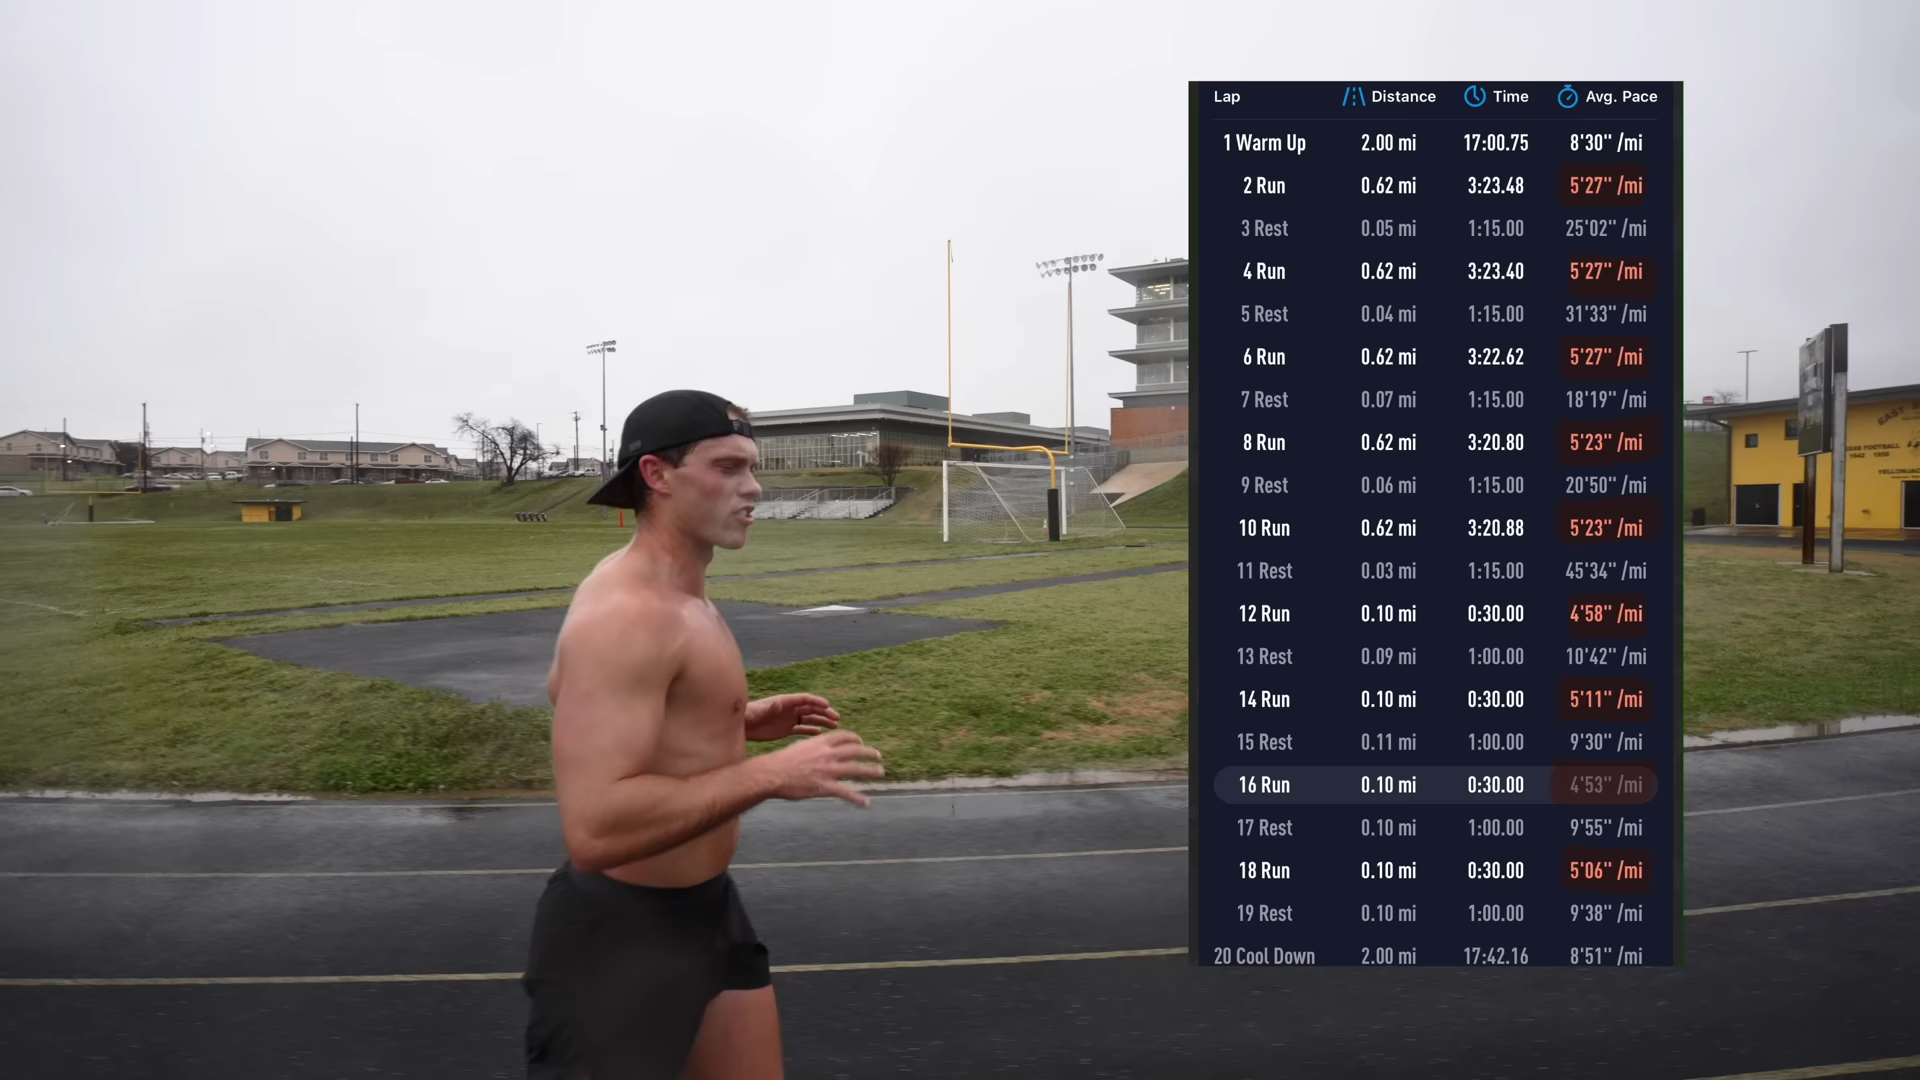 Lap Distance Time Avg. Pace
1 Warm Up 2.00 mi 17:00.75 8'30" /mi
2 Run 0.62 mi 3:23.48 5'27" /mi
3 Rest 0.05 mi 1:15.00 25'02" /mi
4 Run 0.62 mi 3:23.40 5'27" /mi
5 Rest 0.04 mi 1:15.00 31'33" /mi
6 Run 0.62 mi 3:22.62 5'27" /mi
7 Rest 0.07 mi 1:15.00 18'19" /mi
8 Run 0.62 mi 3:20.80 5'23" /mi
9 Rest 0.06 mi 1:15.00 20'50" /mi
10 Run 0.62 mi 3:20.88 5'23" /mi
11 Rest 0.03 mi 1:15.00 45'34" /mi
12 Run 0.10 mi 0:30.00 4'58" /mi
13 Rest 0.09 mi 1:00.00 10'42" /mi
14 Run 0.10 mi 0:30.00 5'11" /mi
15 Rest 0.11 mi 1:00.00 9'30" /mi
16 Run 0.10 mi 0:30.00 4'53" /mi
17 Rest 0.10 mi 1:00.00 9'55" /mi
18 Run 0.10 mi 0:30.00 5'06" /mi
19 Rest 0.10 mi 1:00.00 9'38" /mi
20 Cool Down 2.00 mi 17:42.16 8'51" /mi
EAST
FOOTBALL